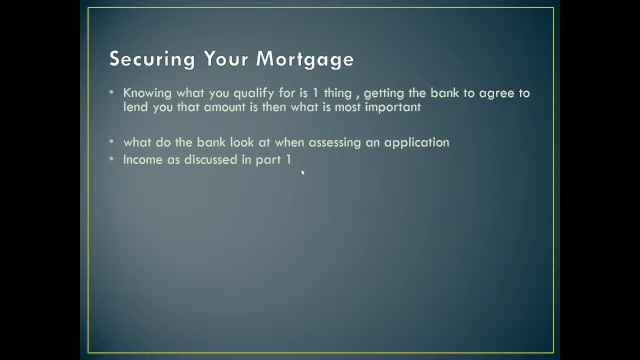 Securing Your Mortgage
• Knowing what you qualify for is 1 thing , getting the bank to agree to
lend you that amount is then what is most important
• what do the bank look at when assessing an application
• Income as discussed in part 1